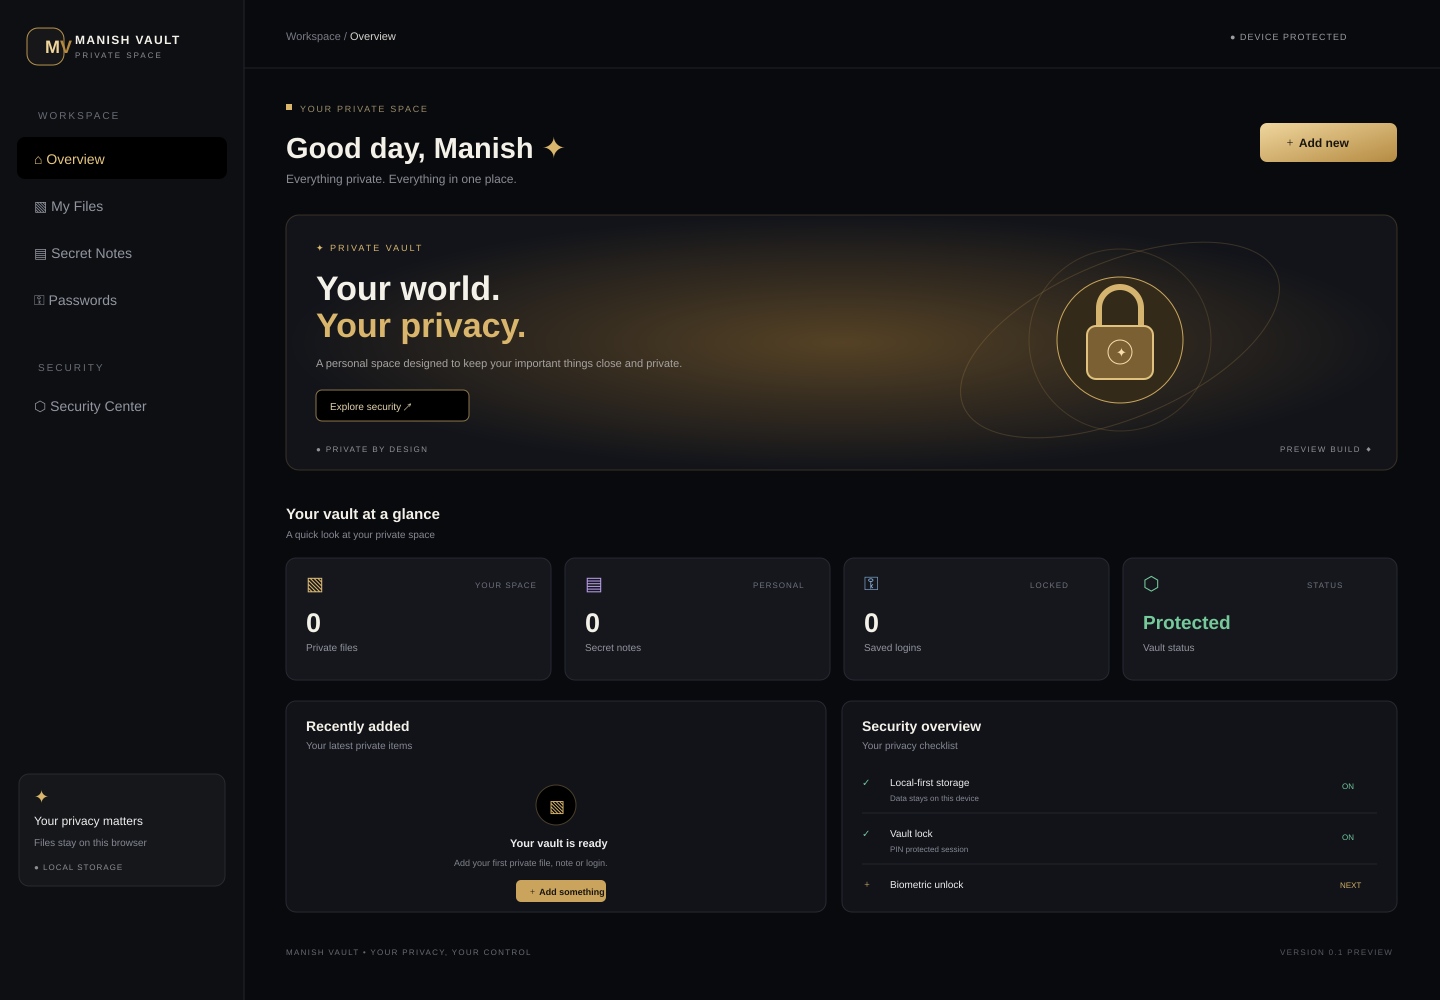 MV
MANISH VAULT
PRIVATE SPACE
WORKSPACE
⌂ Overview
▧ My Files
▤ Secret Notes
⚿ Passwords
SECURITY
⬡ Security Center
✦
Your privacy matters
Files stay on this browser
● LOCAL STORAGE
Workspace / Overview
● DEVICE PROTECTED
YOUR PRIVATE SPACE
Good day, Manish ✦
Everything private. Everything in one place.
+ Add new
✦ PRIVATE VAULT
Your world.
Your privacy.
A personal space designed to keep your important things close and private.
Explore security ↗
✦
● PRIVATE BY DESIGN
PREVIEW BUILD ✦
Your vault at a glance
A quick look at your private space
▧ YOUR SPACE
0
Private files
▤ PERSONAL
0
Secret notes
⚿ LOCKED
0
Saved logins
⬡ STATUS
Protected
Vault status
Recently added
Your latest private items
▧
Your vault is ready
Add your first private file, note or login.
+ Add something
Security overview
Your privacy checklist
✓ Local-first storage ON
Data stays on this device
✓ Vault lock ON
PIN protected session
+ Biometric unlock NEXT
MANISH VAULT • YOUR PRIVACY, YOUR CONTROL
VERSION 0.1 PREVIEW